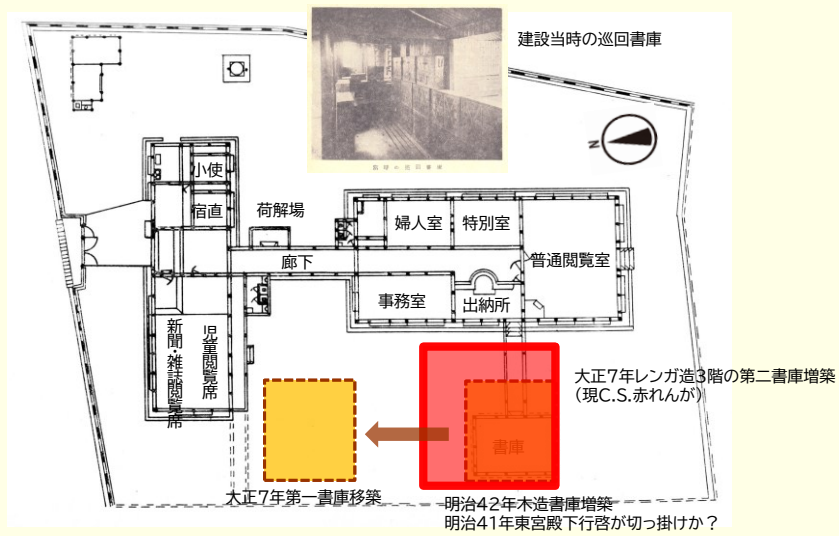 建設当時の巡回書庫
N
小使
宿直
荷解場
婦人室
特別室
普通閲覧室
廊下
事務室
出納所
新聞・雑誌閲覧席
児童閲覧席
大正7年レンガ造3階の第二書庫増築
(現C.S.赤れんが)
書庫
大正7年第一書庫移築
明治42年木造書庫増築
明治41年東宮殿下行啓が切っ掛けか?